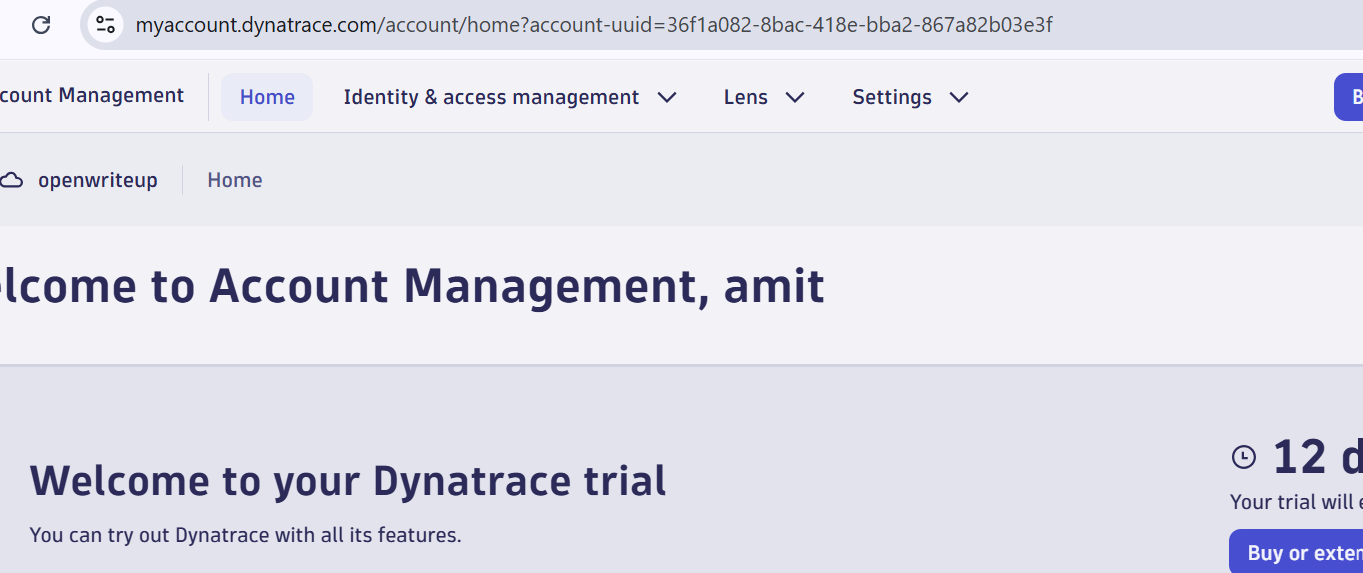 myaccount.dynatrace.com/account/home?account-uuid=36f1a082-8bac-418e-bba2-867a82b03e3f
count Management Home Identity & access management Lens Settings B
openwriteup Home
elcome to Account Management, amit
12 d
Welcome to your Dynatrace trial
Your trial will e
You can try out Dynatrace with all its features.
Buy or exten